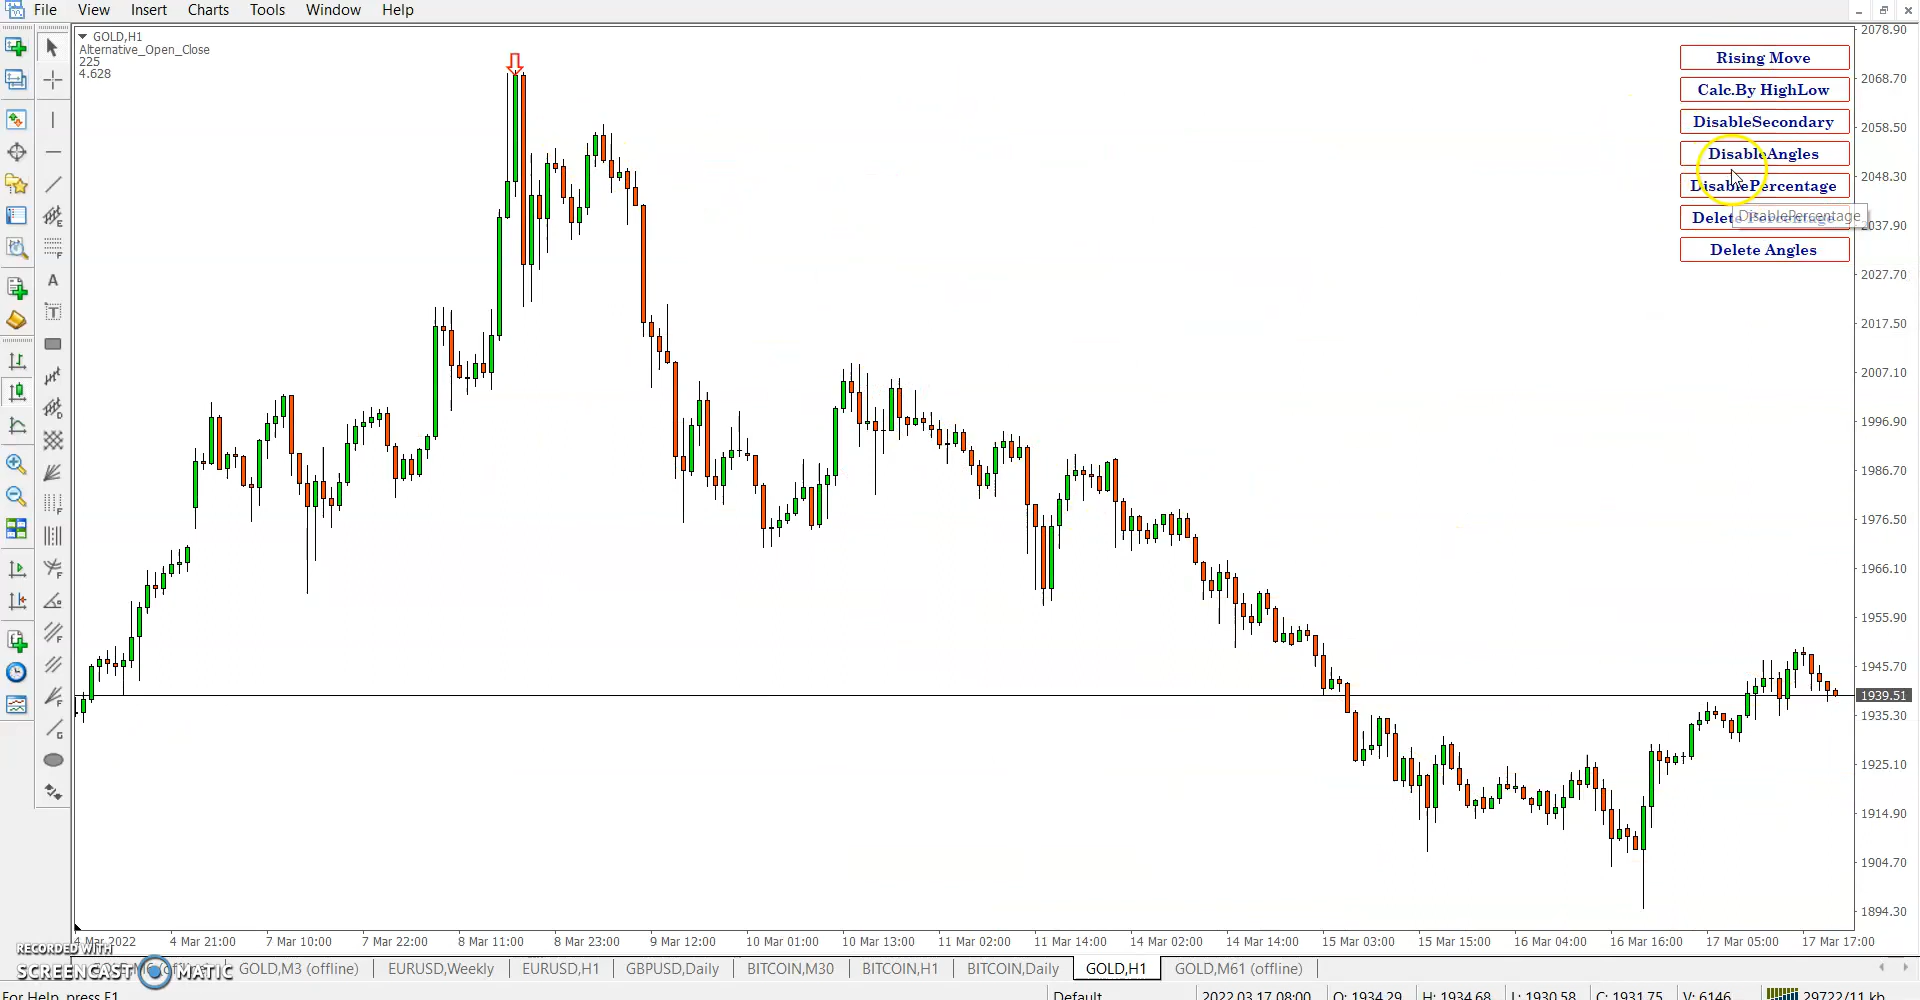 File View Insert Charts Tools Window Help
GOLD,H1
Alternative_Open_Close
225
4.628
2078.90
Rising Move
2068.70
Calc.By HighLow
DisableSecondary
2058.50
DisableAngles
2048.30
DisablePercentage
DisablePercentage
2037.90
Delete Angles
2027.70
2017.50
2007.10
1996.90
1986.70
1976.50
1966.10
1955.90
1945.70
1939.51
1935.30
1925.10
1914.90
1904.70
1894.30
4 Mar 2022 4 Mar 21:00 7 Mar 10:00 7 Mar 22:00 8 Mar 11:00 8 Mar 23:00 9 Mar 12:00 10 Mar 01:00 10 Mar 13:00 11 Mar 02:00 11 Mar 14:00 14 Mar 02:00 14 Mar 14:00 15 Mar 03:00 15 Mar 15:00 16 Mar 04:00 16 Mar 16:00 17 Mar 05:00 17 Mar 17:00
RECORDED WITH
SCREENCAST MATIC
GOLD,M3 (offline) EURUSD,Weekly EURUSD,H1 GBPUSD,Daily BITCOIN,M30 BITCOIN,H1 BITCOIN,Daily GOLD,H1 GOLD,M61 (offline)
For Help, press F1 Default 2022.03.17 08:00 O: 1934.29 H: 1934.68 L: 1930.58 C: 1931.75 V: 6146 29722/11 kb